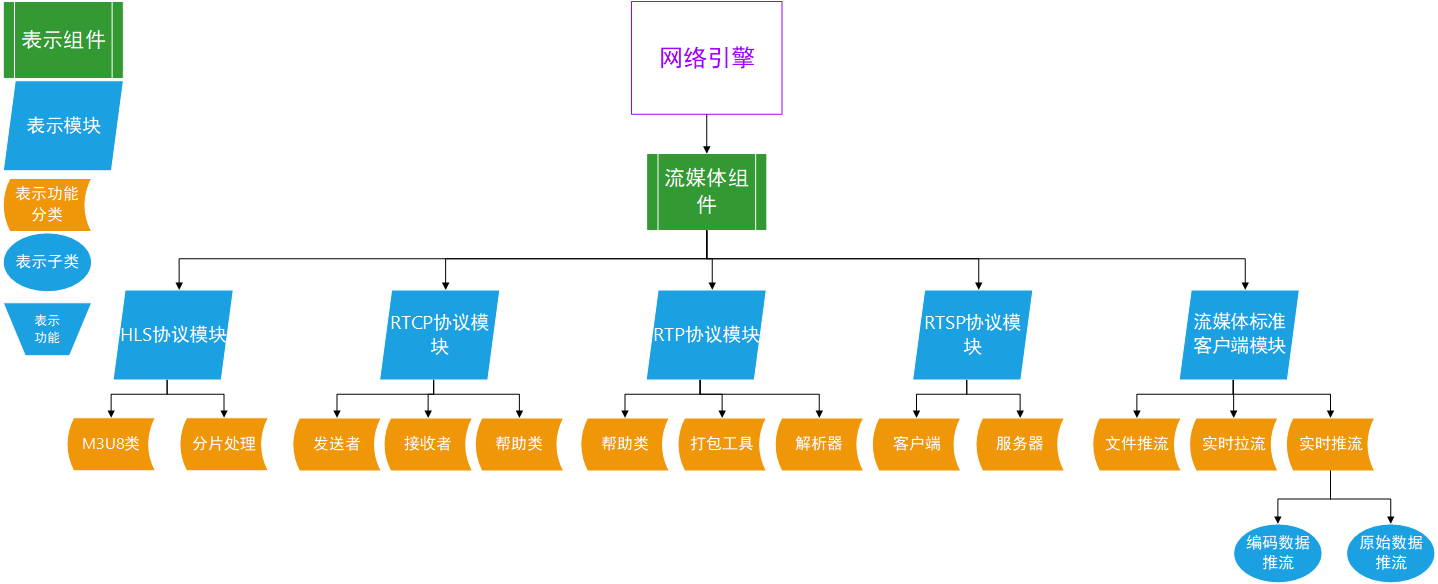 表示组件
表示模块
表示功能
分类
表示子类
表示
功能
网络引擎
流媒体组
件
HLS协议模块
RTCP协议模
块
RTP协议模块
RTSP协议模
块
流媒体标准
客户端模块
M3U8类
分片处理
发送者
接收者
帮助类
帮助类
打包工具
解析器
客户端
服务器
文件推流
实时拉流
实时推流
编码数据
推流
原始数据
推流